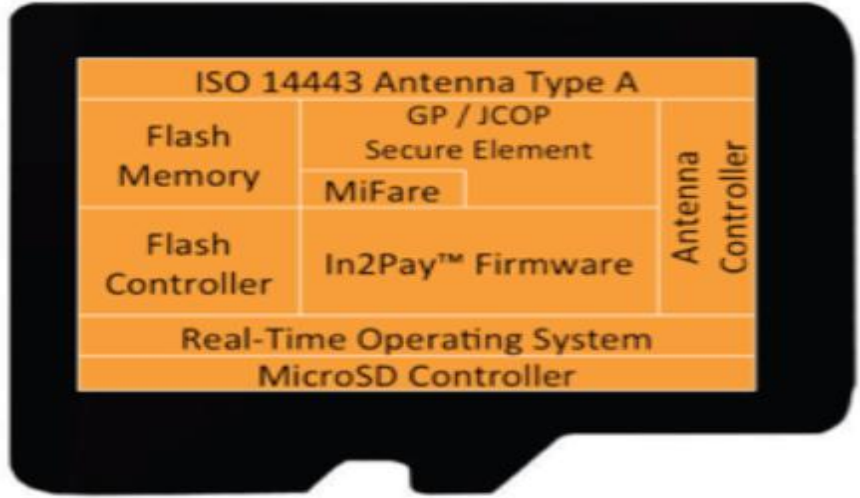 ISO 14443 Antenna Type A
Flash
Memory
GP / JCOP
Secure Element
MiFare
Antenna
Controller
Flash
Controller
In2Pay™ Firmware
Real-Time Operating System
MicroSD Controller